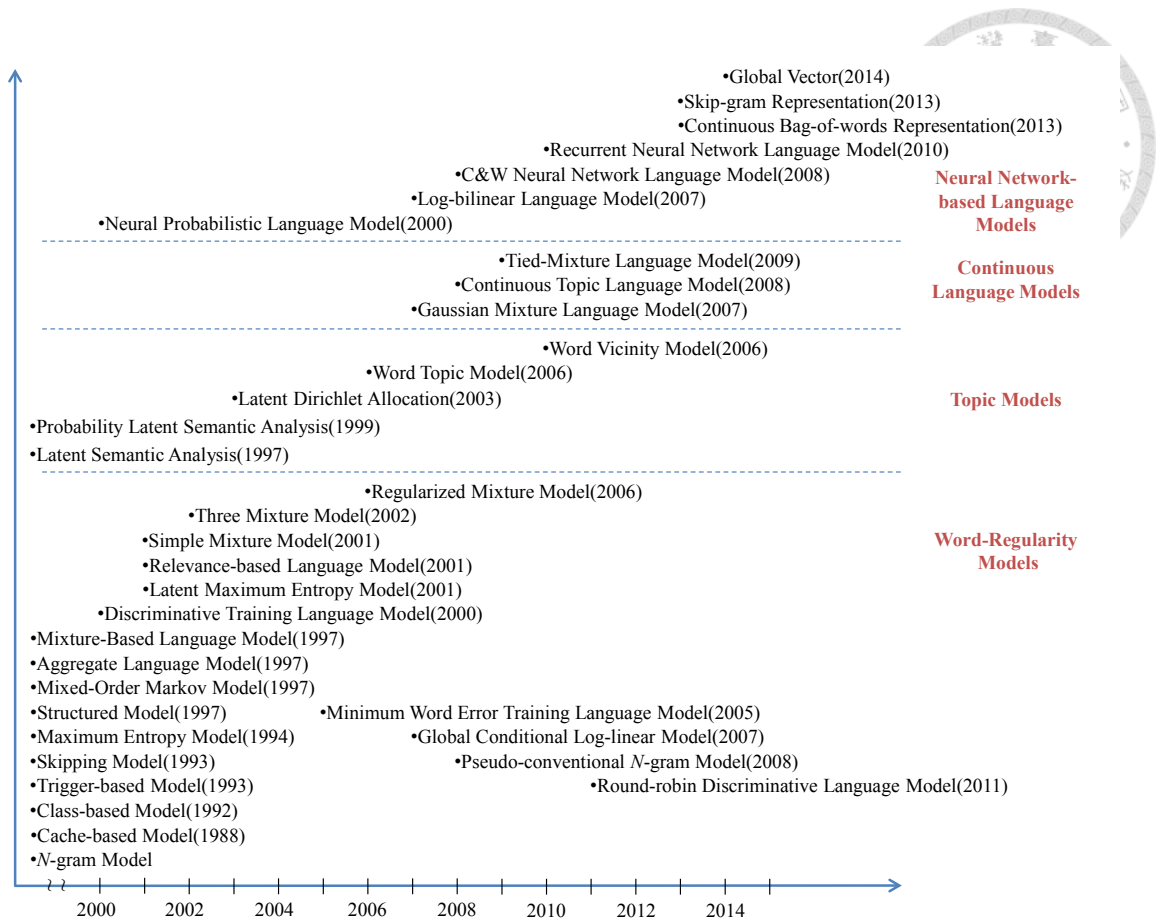 •Global Vector(2014)
•Skip-gram Representation(2013)
•Continuous Bag-of-words Representation(2013)
•Recurrent Neural Network Language Model(2010)
•C&W Neural Network Language Model(2008)
•Log-bilinear Language Model(2007)
•Neural Probabilistic Language Model(2000)
Neural Network-
based Language
Models
•Tied-Mixture Language Model(2009)
•Continuous Topic Language Model(2008)
•Gaussian Mixture Language Model(2007)
Continuous
Language Models
•Word Vicinity Model(2006)
•Word Topic Model(2006)
•Latent Dirichlet Allocation(2003)
•Probability Latent Semantic Analysis(1999)
•Latent Semantic Analysis(1997)
Topic Models
•Regularized Mixture Model(2006)
•Three Mixture Model(2002)
•Simple Mixture Model(2001)
•Relevance-based Language Model(2001)
•Latent Maximum Entropy Model(2001)
•Discriminative Training Language Model(2000)
Word-Regularity
Models
•Mixture-Based Language Model(1997)
•Aggregate Language Model(1997)
•Mixed-Order Markov Model(1997)
•Structured Model(1997) •Minimum Word Error Training Language Model(2005)
•Maximum Entropy Model(1994) •Global Conditional Log-linear Model(2007)
•Skipping Model(1993) •Pseudo-conventional N-gram Model(2008)
•Trigger-based Model(1993) •Round-robin Discriminative Language Model(2011)
•Class-based Model(1992)
•Cache-based Model(1988)
•N-gram Model
2000 2002 2004 2006 2008 2010 2012 2014